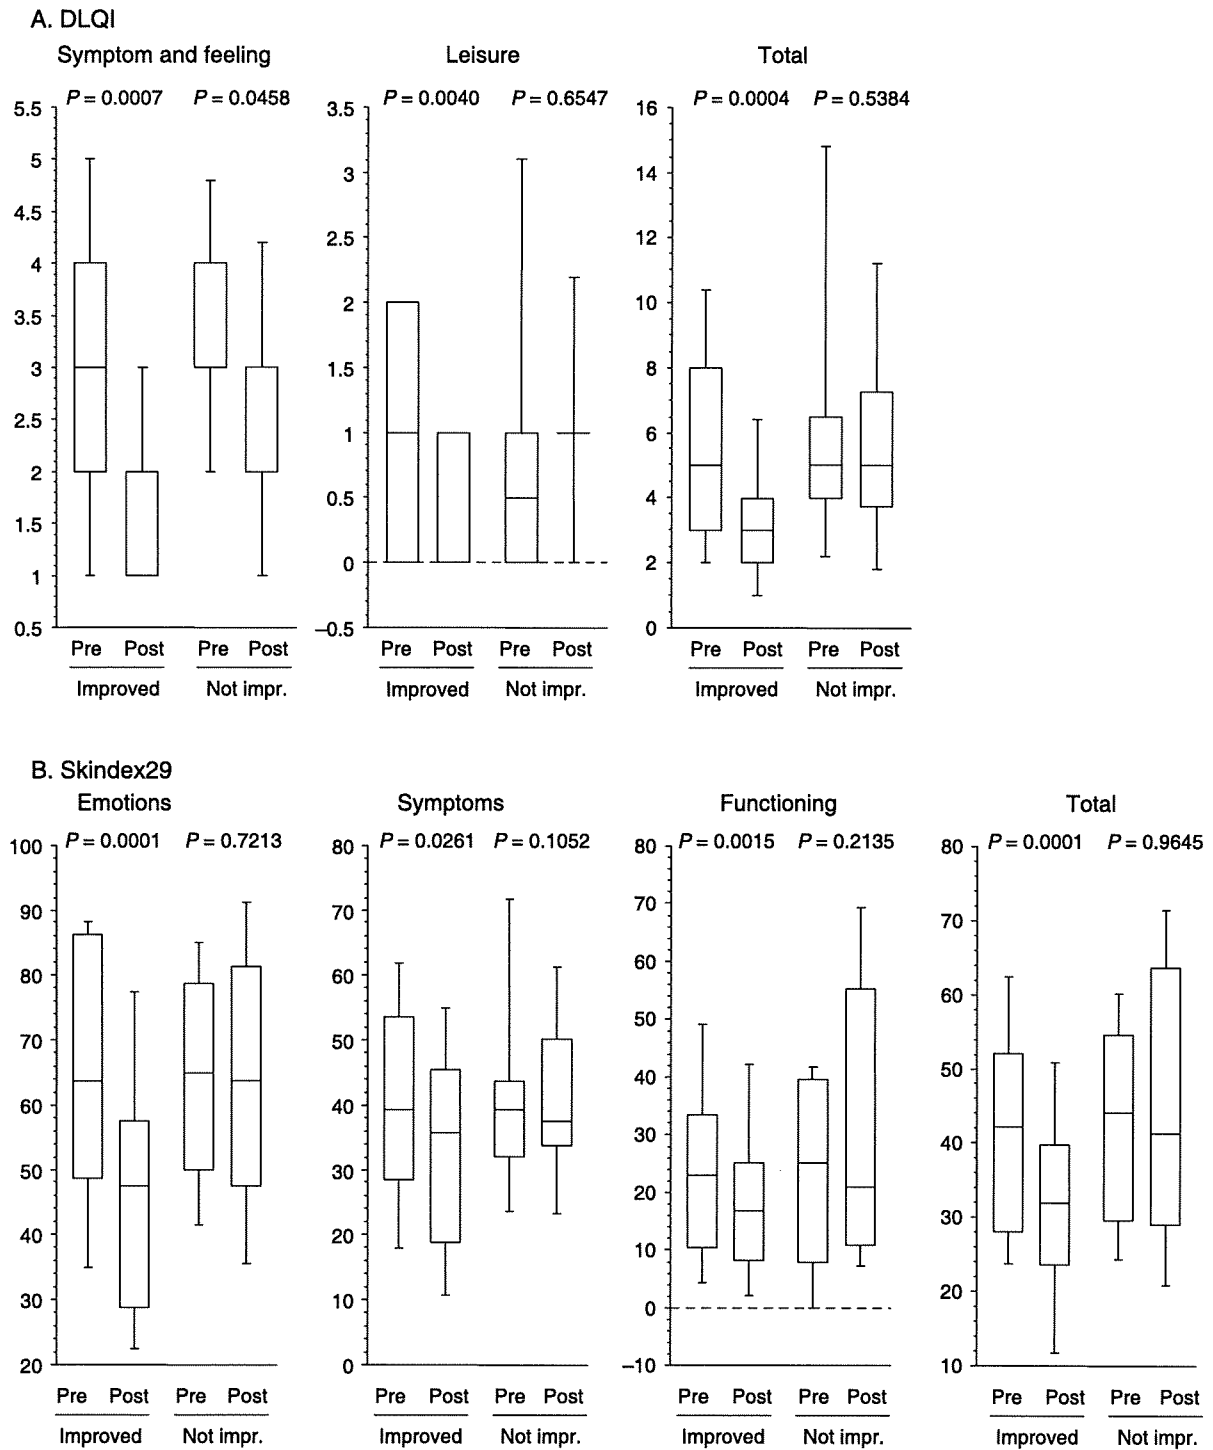 A. DLQI
Symptom and feeling Leisure Total
P = 0.0007 P = 0.0458 P = 0.0040 P = 0.6547 P = 0.0004 P = 0.5384
5.5 3.5 16
5 3 14
4.5 2.5 12
4 2 10
3.5 1.5 8
3 1 6
2.5 0.5 4
2 0 2
1.5 –0.5 0
1
0.5
Pre Post Pre Post Pre Post Pre Post Pre Post Pre Post
Improved Not impr. Improved Not impr. Improved Not impr.
B. Skindex29
Emotions Symptoms Functioning Total
P = 0.0001 P = 0.7213 P = 0.0261 P = 0.1052 P = 0.0015 P = 0.2135 P = 0.0001 P = 0.9645
100 80 80 80
90 70 70 70
80 60 60 60
70 50 50 50
60 40 40 40
50 30 30 30
40 20 20 20
30 10 10 10
20 0 0
–10
Pre Post Pre Post Pre Post Pre Post Pre Post Pre Post Pre Post Pre Post
Improved Not impr. Improved Not impr. Improved Not impr. Improved Not impr.